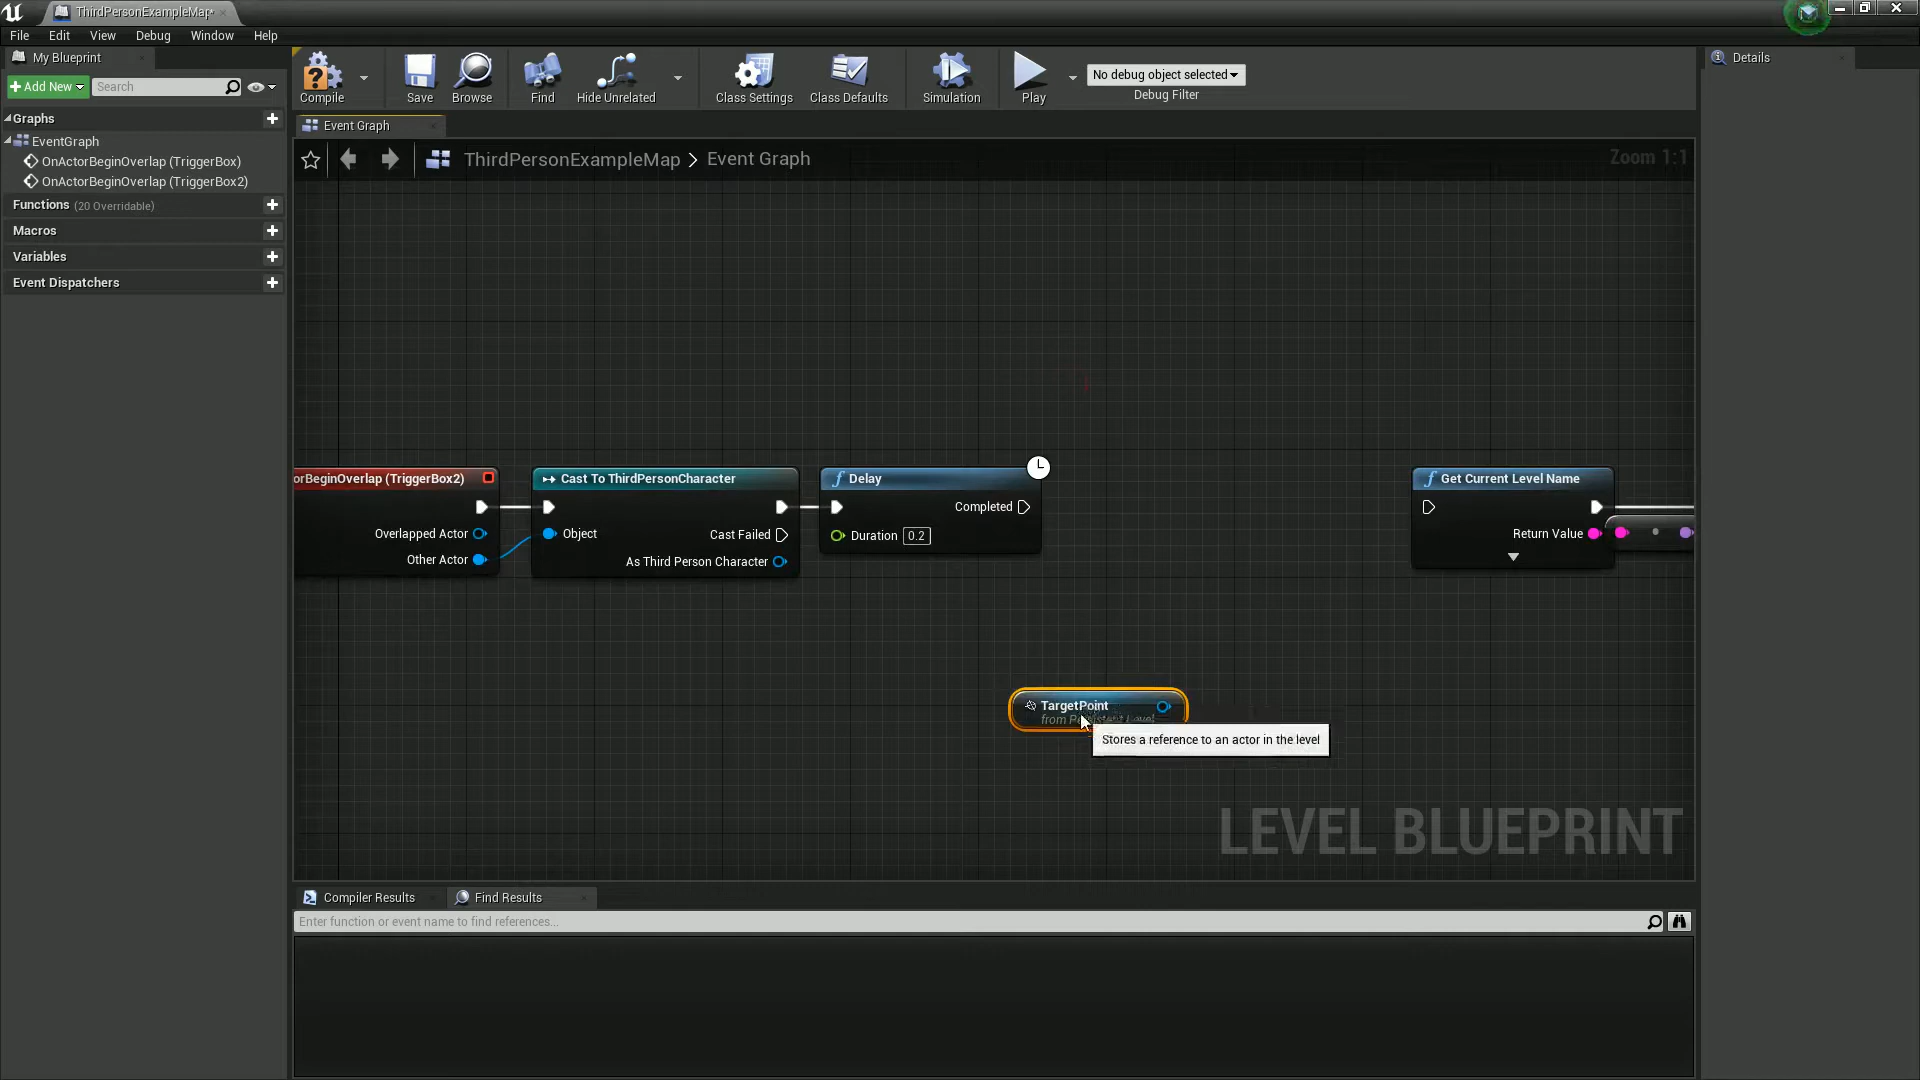 ThirdPersonExampleMap*
File Edit View Debug Window Help
My Blueprint
Add New
Search
Graphs
EventGraph
OnActorBeginOverlap (TriggerBox)
OnActorBeginOverlap (TriggerBox2)
Functions (20 Overridable)
Macros
Variables
Event Dispatchers
Compile
Save
Browse
Find
Hide Unrelated
Class Settings
Class Defaults
Simulation
Play
No debug object selected
Debug Filter
Details
Event Graph
ThirdPersonExampleMap > Event Graph
Zoom 1:1
orBeginOverlap (TriggerBox2)
Overlapped Actor
Other Actor
Cast To ThirdPersonCharacter
Object
Cast Failed
As Third Person Character
Delay
Completed
Duration 0.2
Get Current Level Name
Return Value
TargetPoint
from Persistent Level
Stores a reference to an actor in the level
LEVEL BLUEPRINT
Compiler Results
Find Results
Enter function or event name to find references...